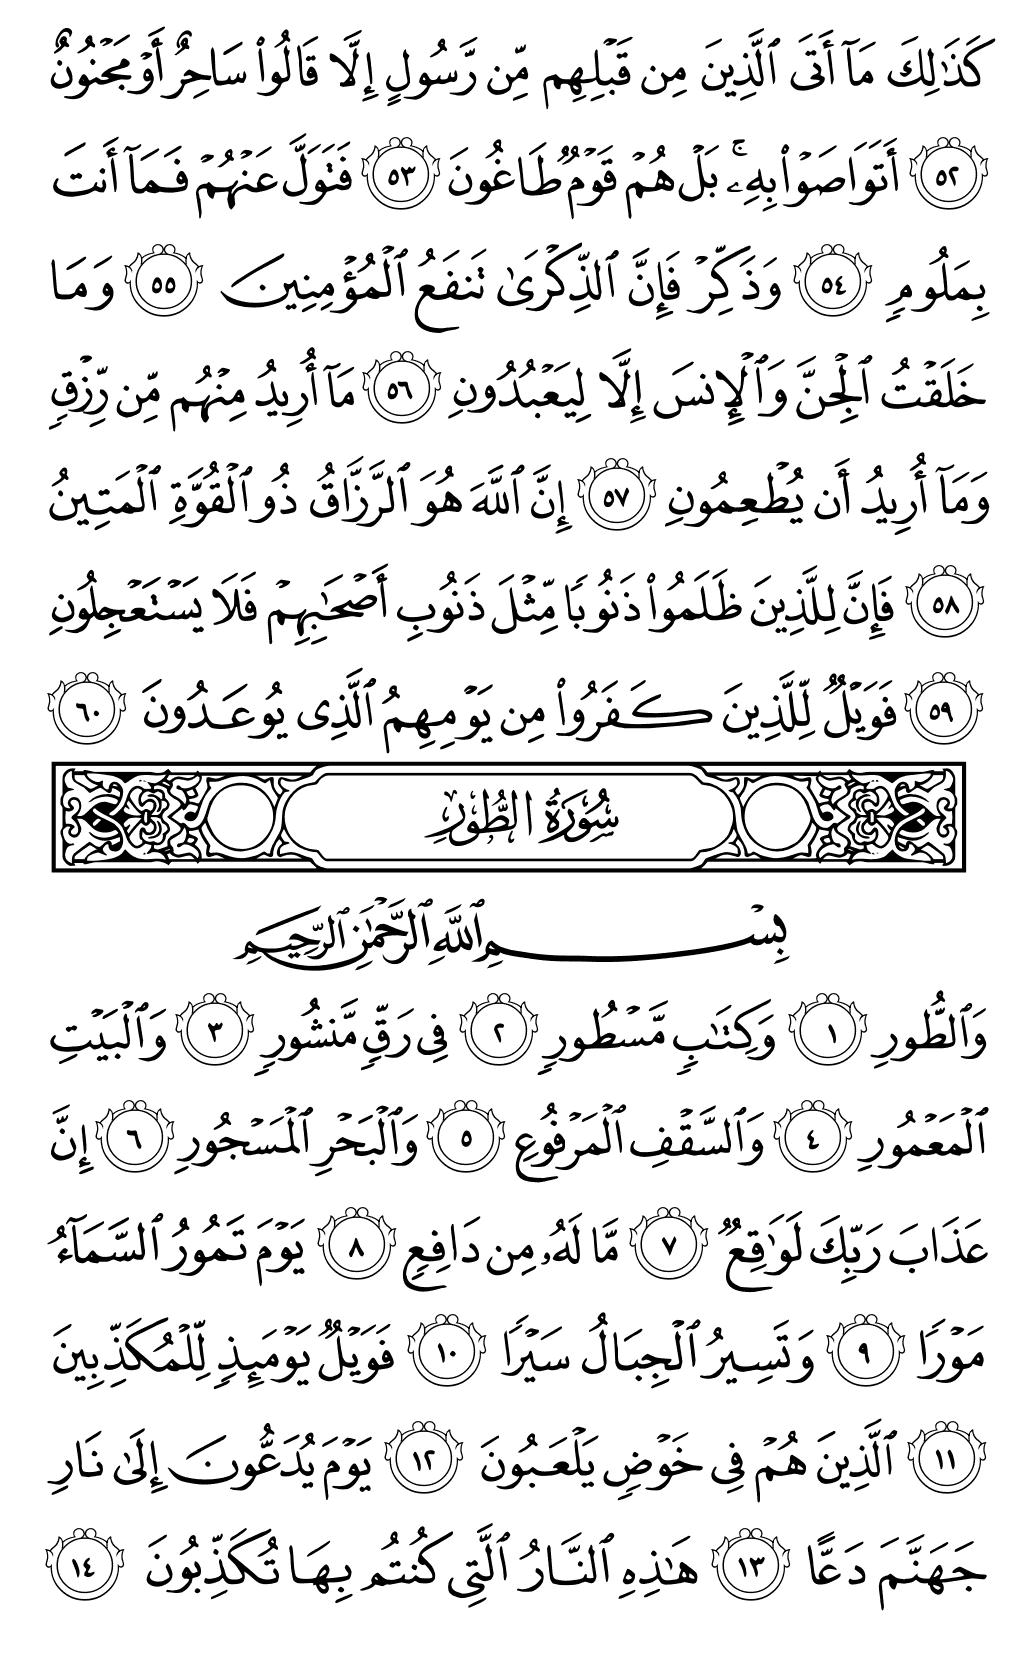 كَذَٰلِكَ مَآ أَتَى ٱلَّذِينَ مِن قَبۡلِهِم مِّن رَّسُولٍ إِلَّا قَالُوا۟ سَاحِرٌ أَوۡ مَجۡنُونٌ
٥٢ أَتَوَاصَوۡا۟ بِهِۦۚ بَلۡ هُمۡ قَوۡمٌ طَاغُونَ ٥٣ فَتَوَلَّ عَنۡهُمۡ فَمَآ أَنتَ
بِمَلُومٍ ٥٤ وَذَكِّرۡ فَإِنَّ ٱلذِّكۡرَىٰ تَنفَعُ ٱلۡمُؤۡمِنِينَ ٥٥ وَمَا
خَلَقۡتُ ٱلۡجِنَّ وَٱلۡإِنسَ إِلَّا لِيَعۡبُدُونِ ٥٦ مَآ أُرِيدُ مِنۡهُم مِّن رِّزۡقٍ
وَمَآ أُرِيدُ أَن يُطۡعِمُونِ ٥٧ إِنَّ ٱللَّهَ هُوَ ٱلرَّزَّاقُ ذُو ٱلۡقُوَّةِ ٱلۡمَتِينُ
٥٨ فَإِنَّ لِلَّذِينَ ظَلَمُوا۟ ذَنُوبًا مِّثۡلَ ذَنُوبِ أَصۡحَٰبِهِمۡ فَلَا يَسۡتَعۡجِلُونِ
٥٩ فَوَيۡلٌ لِّلَّذِينَ كَفَرُوا۟ مِن يَوۡمِهِمُ ٱلَّذِى يُوعَدُونَ ٦٠
سُورَةُ الطُّورِ
بِسۡمِ ٱللَّهِ ٱلرَّحۡمَٰنِ ٱلرَّحِيمِ
وَٱلطُّورِ ١ وَكِتَٰبٍ مَّسۡطُورٍ ٢ فِى رَقٍّ مَّنشُورٍ ٣ وَٱلۡبَيۡتِ
ٱلۡمَعۡمُورِ ٤ وَٱلسَّقۡفِ ٱلۡمَرۡفُوعِ ٥ وَٱلۡبَحۡرِ ٱلۡمَسۡجُورِ ٦ إِنَّ
عَذَابَ رَبِّكَ لَوَٰقِعٌ ٧ مَّا لَهُۥ مِن دَافِعٍ ٨ يَوۡمَ تَمُورُ ٱلسَّمَآءُ
مَوۡرًا ٩ وَتَسِيرُ ٱلۡجِبَالُ سَيۡرًا ١٠ فَوَيۡلٌ يَوۡمَئِذٍ لِّلۡمُكَذِّبِينَ
١١ ٱلَّذِينَ هُمۡ فِى خَوۡضٍ يَلۡعَبُونَ ١٢ يَوۡمَ يُدَعُّونَ إِلَىٰ نَارِ
جَهَنَّمَ دَعًّا ١٣ هَٰذِهِ ٱلنَّارُ ٱلَّتِى كُنتُم بِهَا تُكَذِّبُونَ ١٤